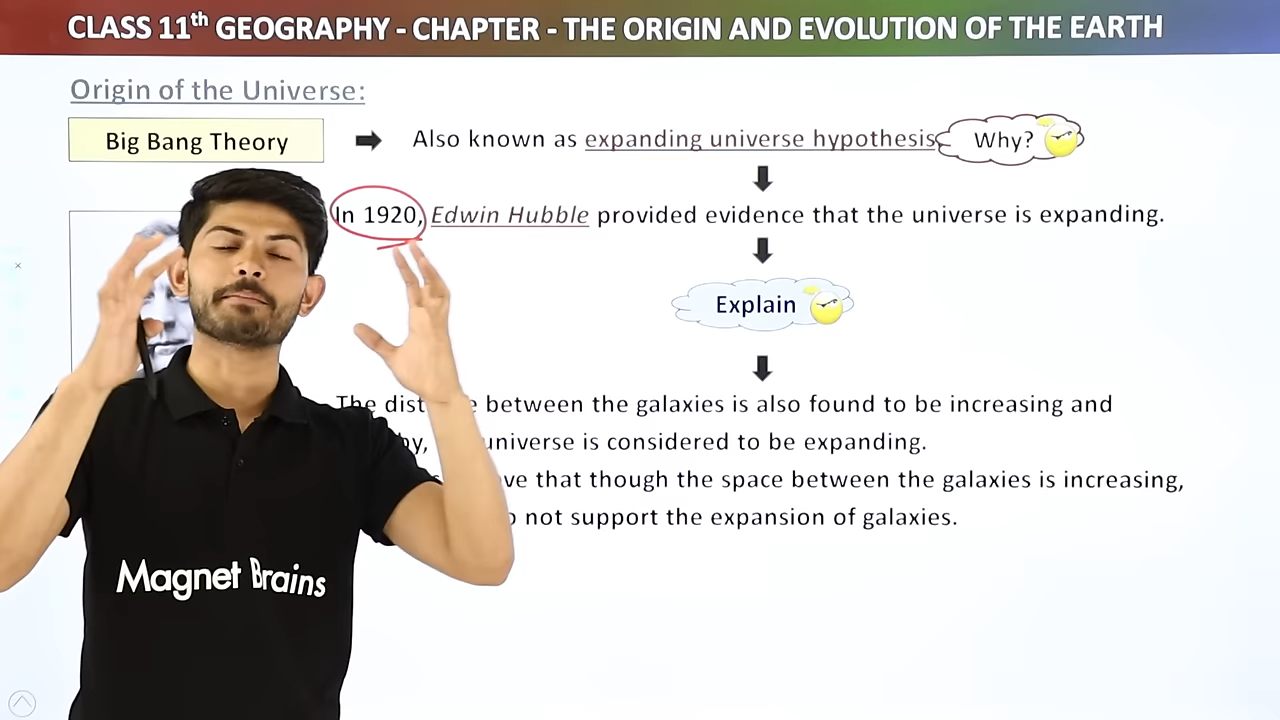 CLASS 11th GEOGRAPHY - CHAPTER - THE ORIGIN AND EVOLUTION OF THE EARTH
Origin of the Universe:
Big Bang Theory
Also known as expanding universe hypothesis
Why?
In 1920, Edwin Hubble provided evidence that the universe is expanding.
Explain
The between the galaxies is also found to be increasing and
universe is considered to be expanding.
that though the space between the galaxies is increasing,
not support the expansion of galaxies.
Magnet Brains